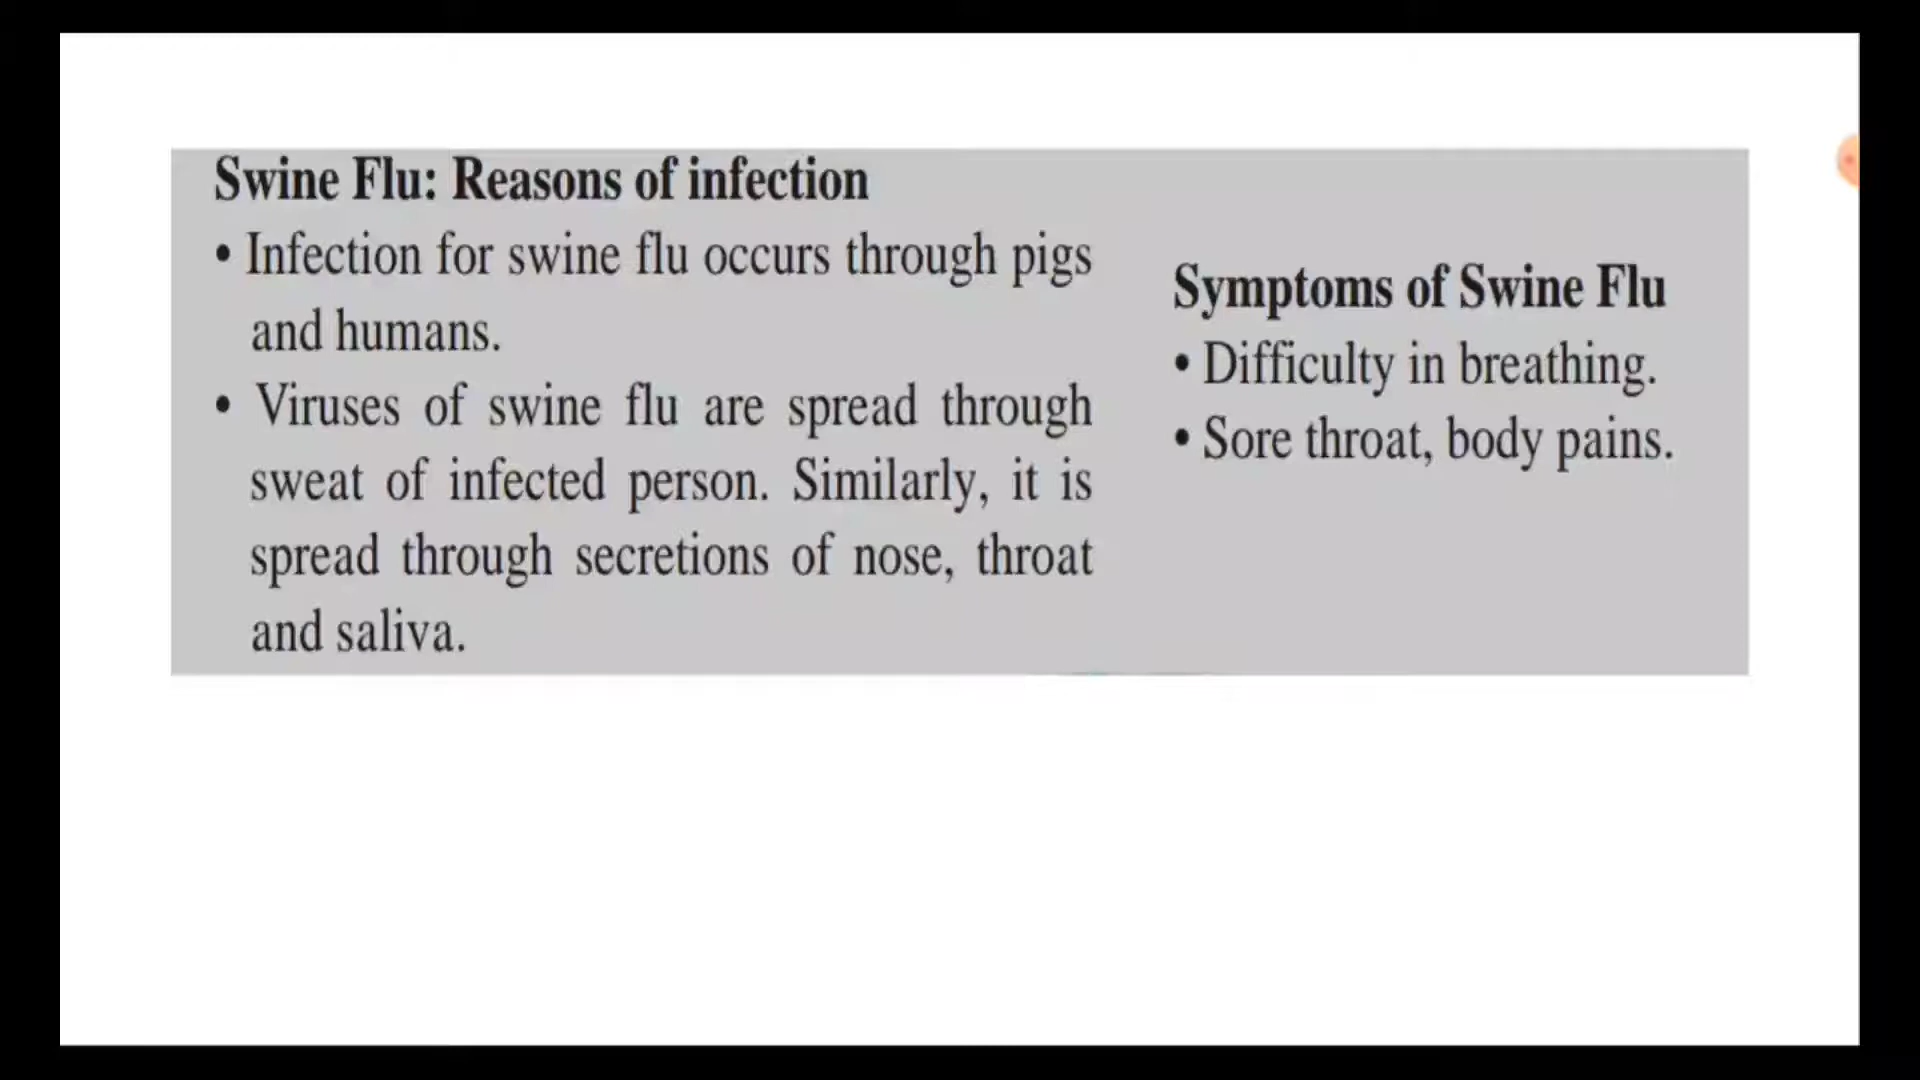 Swine Flu: Reasons of infection
• Infection for swine flu occurs through pigs
and humans.
• Viruses of swine flu are spread through
sweat of infected person. Similarly, it is
spread through secretions of nose, throat
and saliva.
Symptoms of Swine Flu
• Difficulty in breathing.
• Sore throat, body pains.